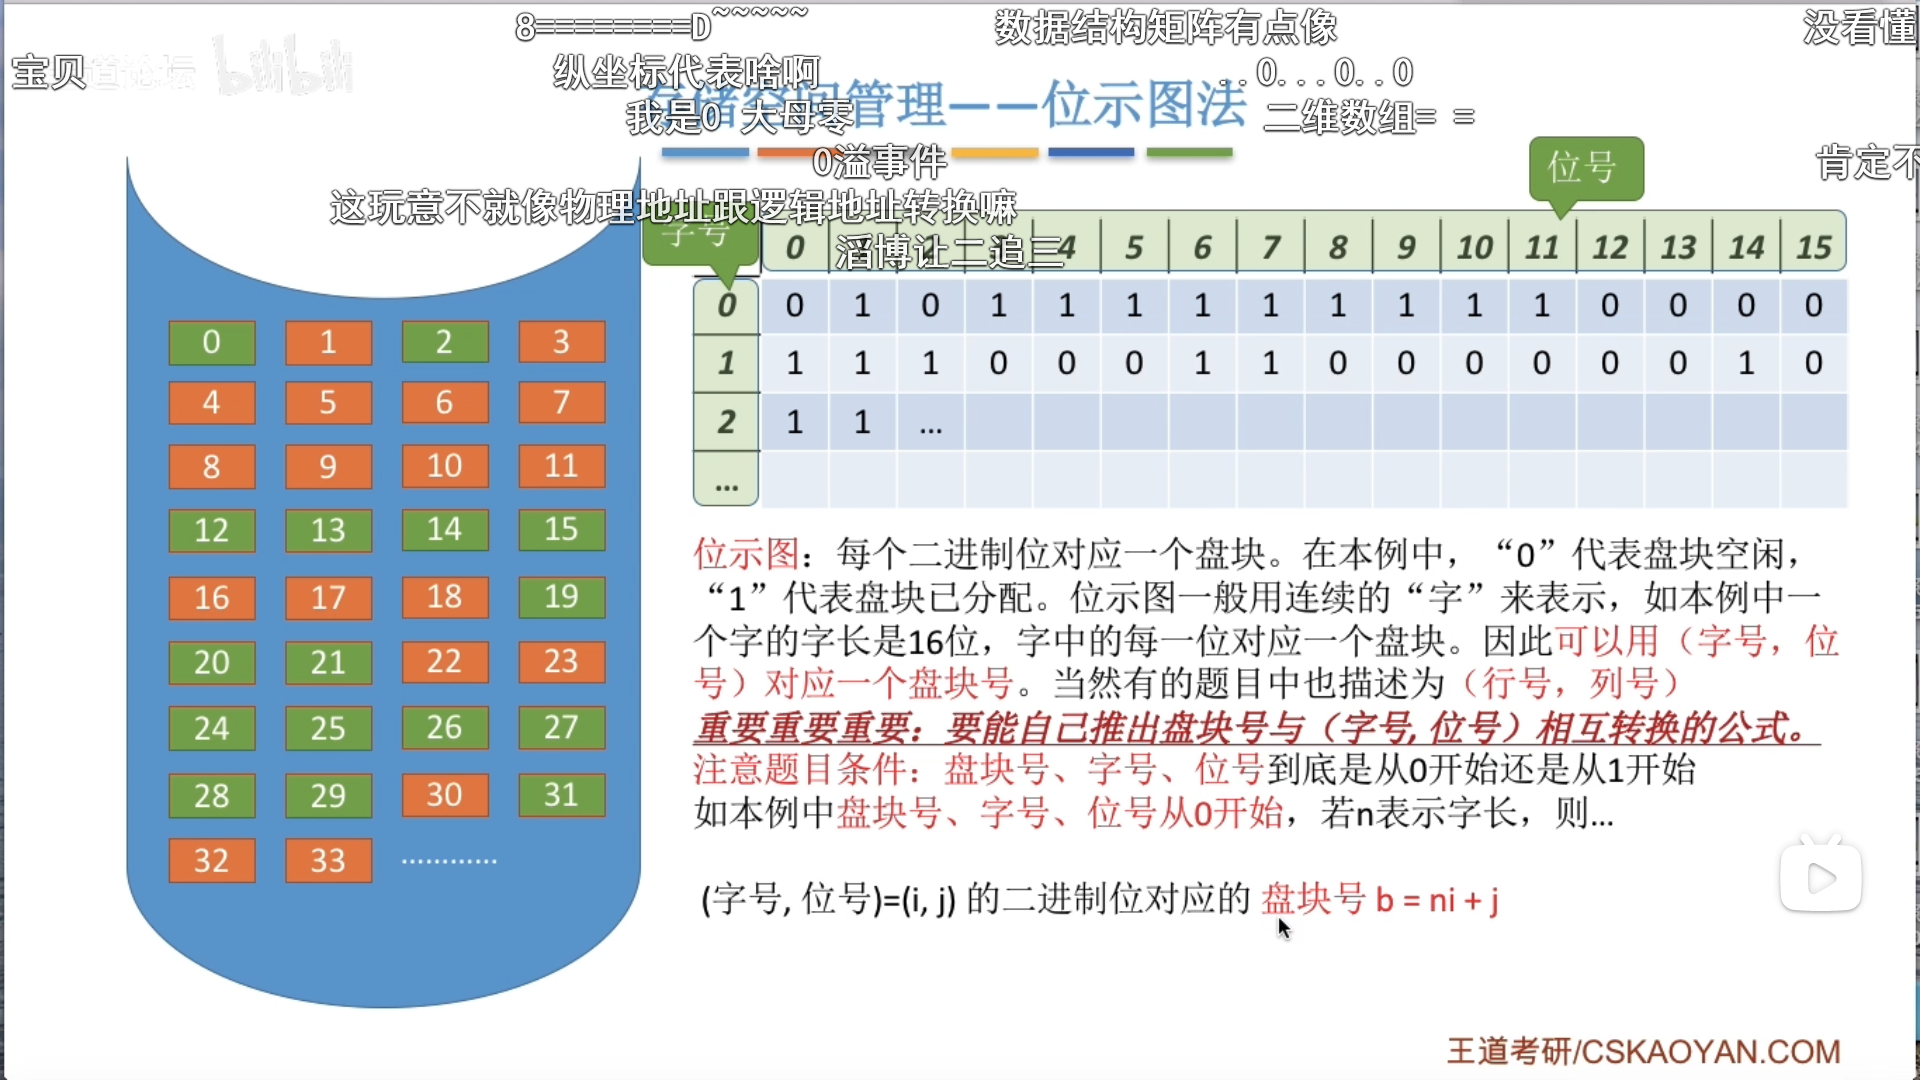 8=========D~~~~~
数据结构矩阵有点像
没看懂
宝贝
道论坛
bilibili
纵坐标代表啥啊
. . 0. . . 0. . 0
存储空间管理——位示图法
我是0 大母零
二维数组= =
0溢事件
位号
肯定不
这玩意不就像物理地址跟逻辑地址转换嘛
字号
滔博让二追三
0 1 2 3 4 5 6 7 8 9 10 11 12 13 14 15
0 0 1 0 1 1 1 1 1 1 1 1 1 0 0 0 0
1 1 1 1 0 0 0 1 1 0 0 0 0 0 0 1 0
2 1 1 ...
...
0 1 2 3
4 5 6 7
8 9 10 11
12 13 14 15
16 17 18 19
20 21 22 23
24 25 26 27
28 29 30 31
32 33 …………
位示图：每个二进制位对应一个盘块。在本例中，“0”代表盘块空闲，
“1”代表盘块已分配。位示图一般用连续的“字”来表示，如本例中一
个字的字长是16位，字中的每一位对应一个盘块。因此可以用（字号，位
号）对应一个盘块号。当然有的题目中也描述为（行号，列号）
重要重要重要：要能自己推出盘块号与（字号, 位号）相互转换的公式。
注意题目条件：盘块号、字号、位号到底是从0开始还是从1开始
如本例中盘块号、字号、位号从0开始，若n表示字长，则...
(字号, 位号)=(i, j) 的二进制位对应的 盘块号 b = ni + j
王道考研/CSKAOYAN.COM